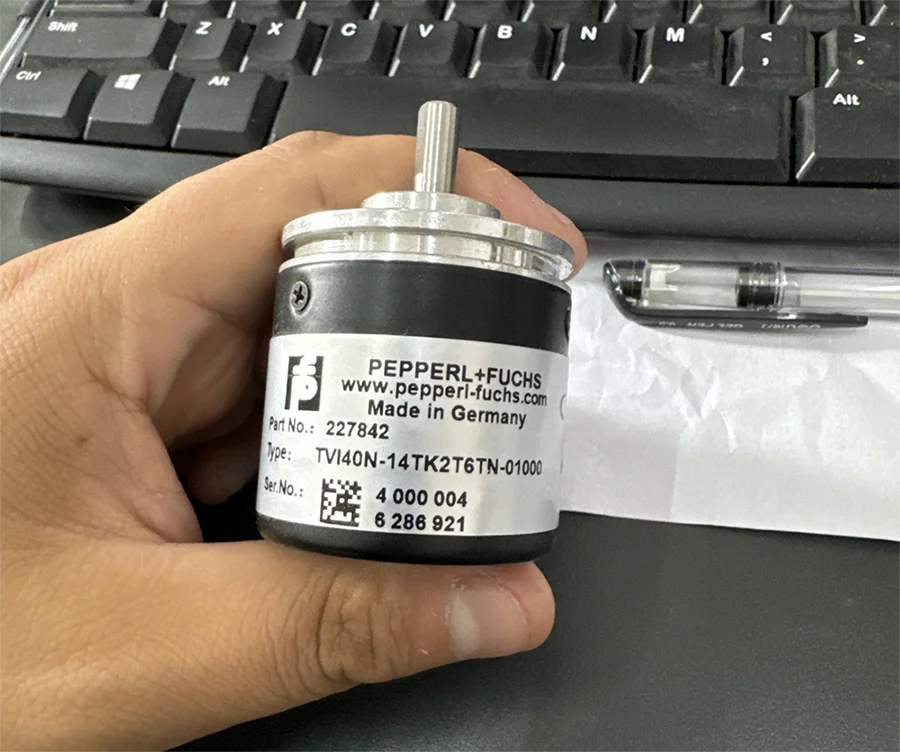 Shift Z X C V B N M < , > .
Ctrl Alt Alt
PEPPERL+FUCHS
www.pepperl-fuchs.com
Made in Germany
Part No.: 227842
Type: TVI40N-14TK2T6TN-01000
Ser.No.: 4 000 004
6 286 921